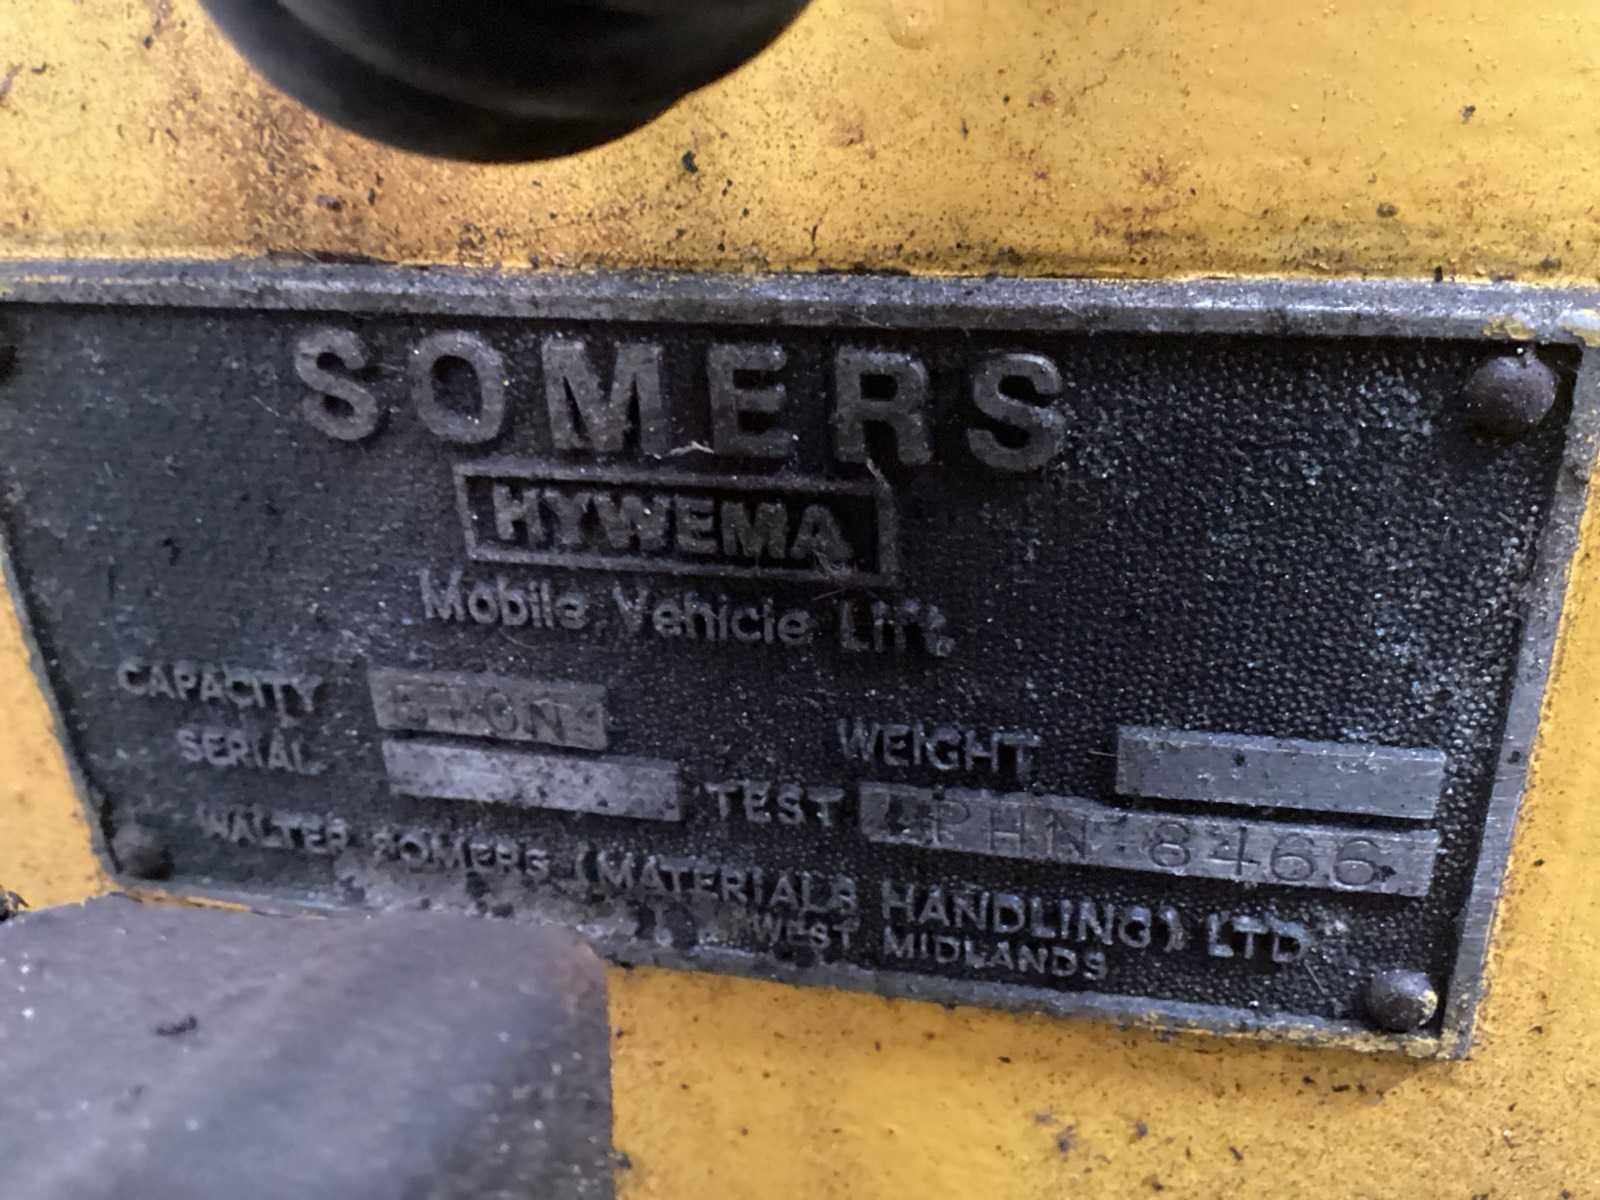 SOMERS
HYWEMA
Mobile Vehicle Lift
CAPACITY
WEIGHT
SERIAL
TEST PHN 8466
WALTER SOMERS (MATERIALS HANDLING) LTD
WEST MIDLANDS